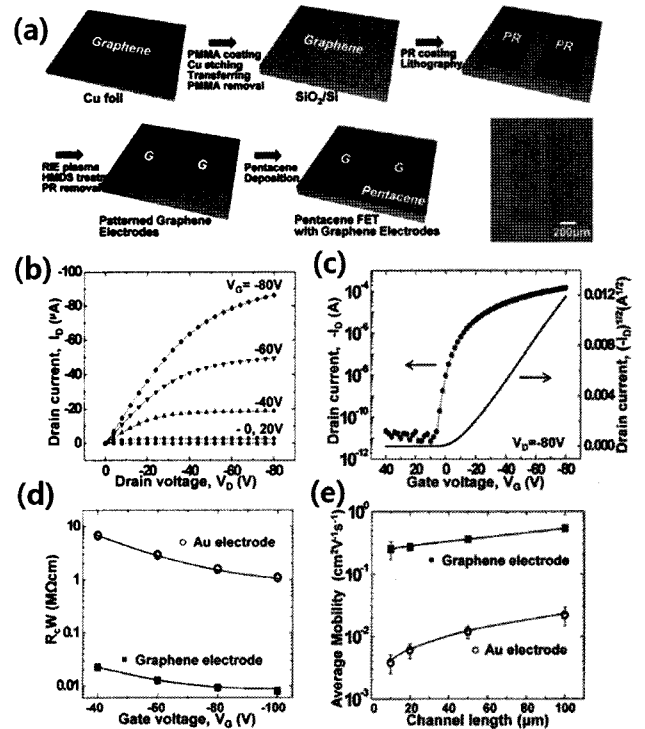 (a)
Graphene
Cu foil
PMMA coating
Cu etching
Transferring
PMMA removal
Graphene
SiO₂/Si
PR coating
Lithography
PR
PR
RIE plasma
HMDS treat
PR removal
G
G
Patterned Graphene
Electrodes
Pentacene
Deposition
G
G
Pentacene
Pentacene FET
with Graphene Electrodes
200μm
(b)
Drain current, I_D (μA)
-100
-80
-60
-40
-20
0
V_G= -80V
-60V
-40V
- 0, 20V
0
-20
-40
-60
-80
Drain voltage, V_D (V)
(c)
Drain current, -I_D (A)
10⁻⁴
10⁻⁶
10⁻⁸
10⁻¹⁰
10⁻¹²
0.012
0.008
0.004
0.000
Drain current, (-I_D)^1/2(A^1/2)
V_D=-80V
40
20
0
-20
-40
-60
-80
Gate voltage, V_G (V)
(d)
R_cW (MΩcm)
10
1
0.1
0.01
Au electrode
Graphene electrode
-40
-60
-80
-100
Gate voltage, V_G (V)
(e)
Average Mobility (cm²V⁻¹s⁻¹)
10⁰
10⁻¹
10⁻²
10⁻³
Graphene electrode
Au electrode
20
40
60
80
100
Channel length (μm)